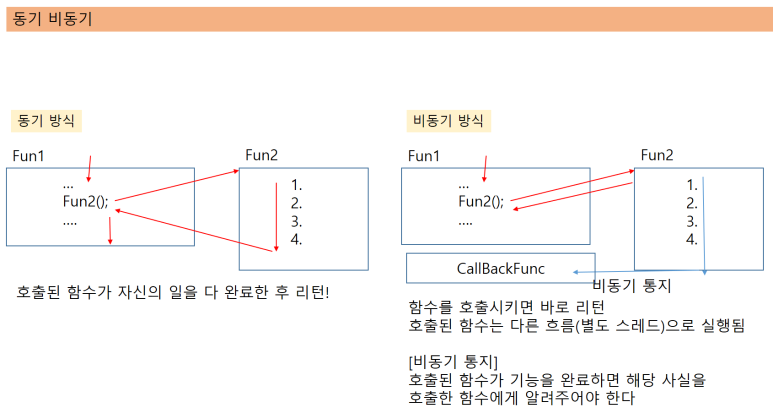 동기 비동기
동기 방식
Fun1
...
Fun2();
....
Fun2
1.
2.
3.
4.
호출된 함수가 자신의 일을 다 완료한 후 리턴!
비동기 방식
Fun1
...
Fun2();
....
Fun2
1.
2.
3.
4.
CallBackFunc
비동기 통지
함수를 호출시키면 바로 리턴
호출된 함수는 다른 흐름(별도 스레드)으로 실행됨
[비동기 통지]
호출된 함수가 기능을 완료하면 해당 사실을
호출한 함수에게 알려주어야 한다